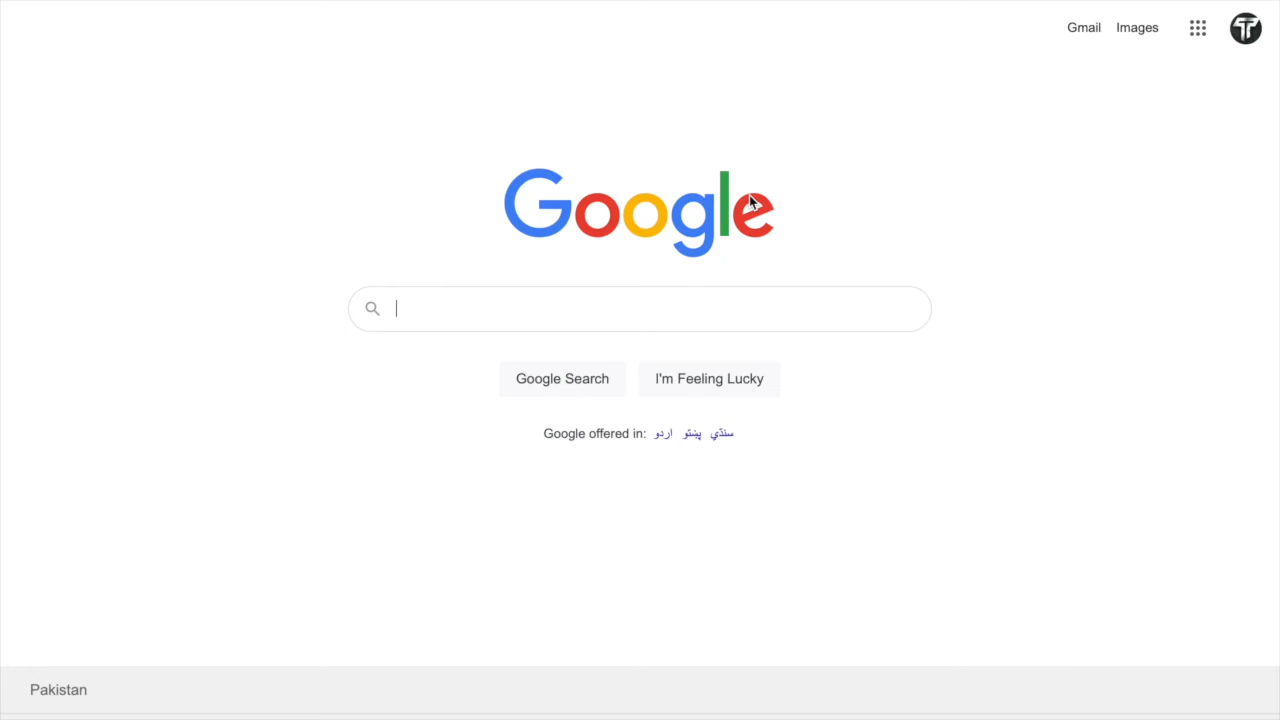 Gmail Images
Google
Google Search I'm Feeling Lucky
Google offered in: اردو پښتو سنڌي
Pakistan